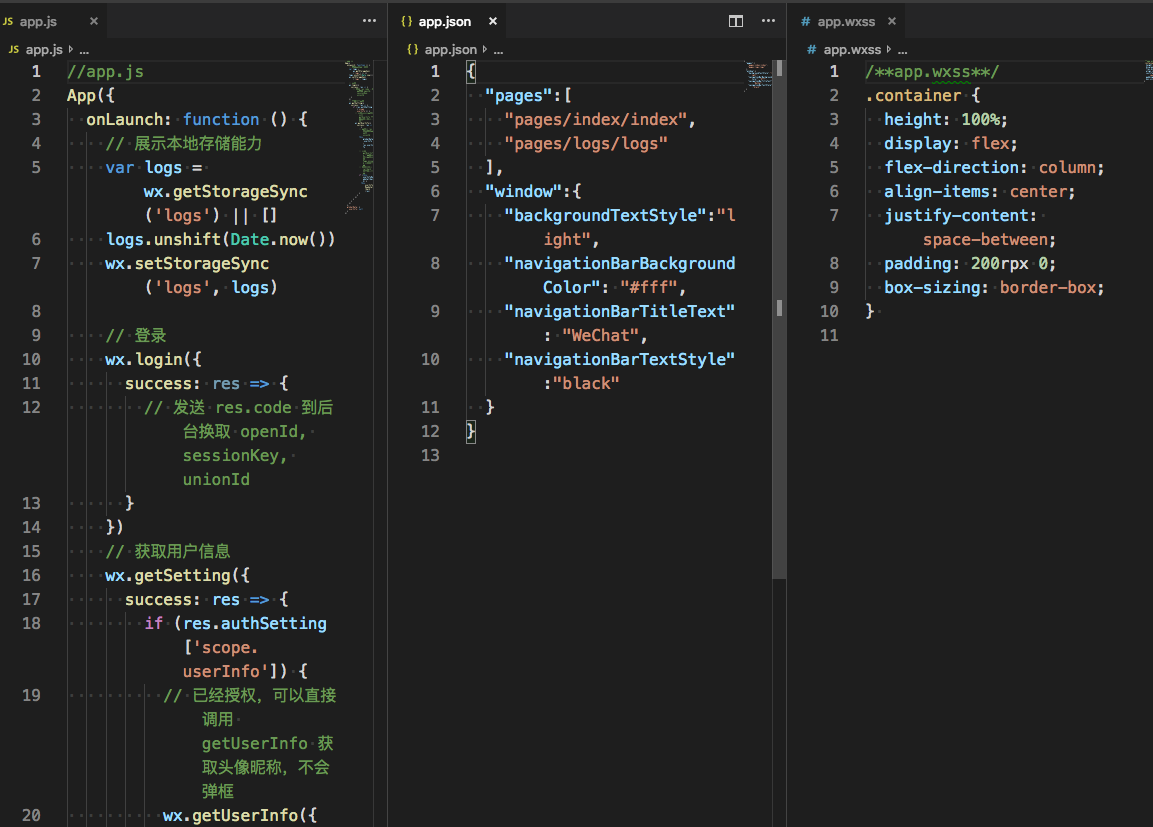 JS app.js ×
JS app.js ▸ ...
1 //app.js
2 App({
3 onLaunch: function () {
4 // 展示本地存储能力
5 var logs =
wx.getStorageSync
('logs') || []
6 logs.unshift(Date.now())
7 wx.setStorageSync
('logs', logs)
8
9 // 登录
10 wx.login({
11 success: res => {
12 // 发送 res.code 到后
台换取 openId,
sessionKey,
unionId
13 }
14 })
15 // 获取用户信息
16 wx.getSetting({
17 success: res => {
18 if (res.authSetting
['scope.
userInfo']) {
19 // 已经授权，可以直接
调用
getUserInfo 获
取头像昵称，不会
弹框
20 wx.getUserInfo({
{ } app.json ×
{ } app.json ▸ ...
1 {
2 "pages":[
3 "pages/index/index",
4 "pages/logs/logs"
5 ],
6 "window":{
7 "backgroundTextStyle":"l
ight",
8 "navigationBarBackground
Color": "#fff",
9 "navigationBarTitleText"
: "WeChat",
10 "navigationBarTextStyle"
:"black"
11 }
12 }
13
# app.wxss ×
# app.wxss ▸ ...
1 /**app.wxss**/
2 .container {
3 height: 100%;
4 display: flex;
5 flex-direction: column;
6 align-items: center;
7 justify-content:
space-between;
8 padding: 200rpx 0;
9 box-sizing: border-box;
10 }
11